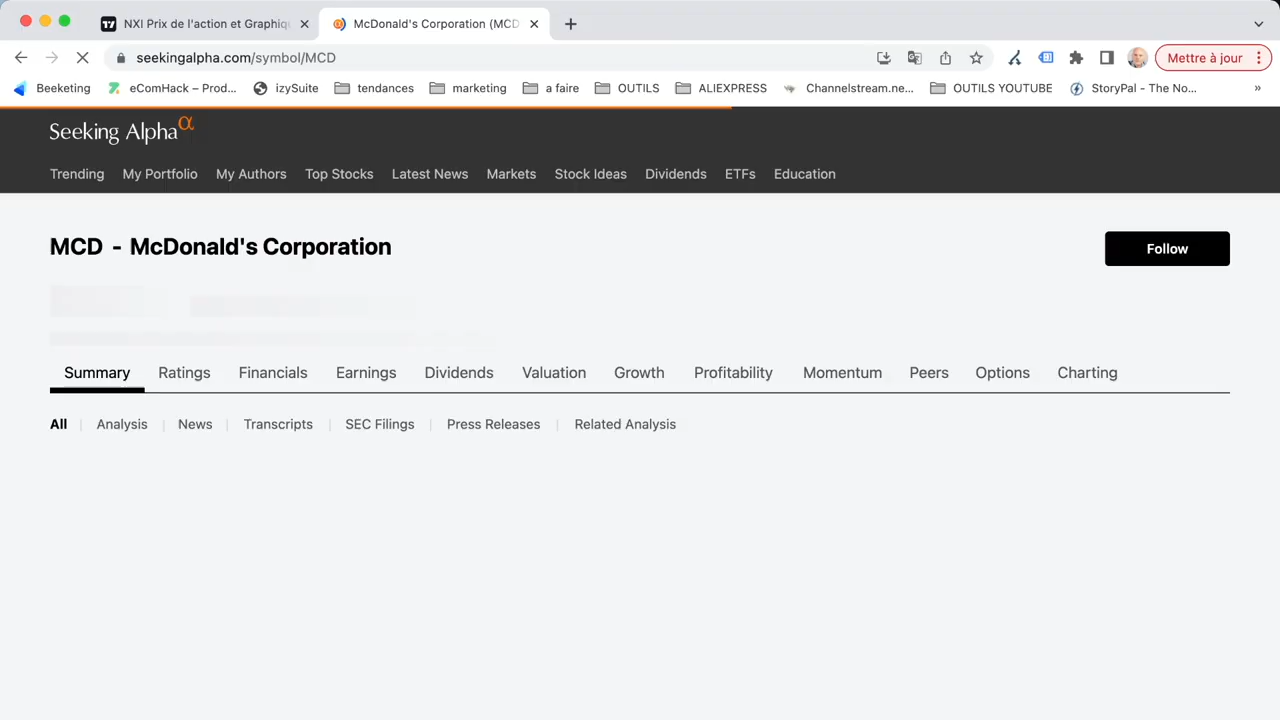 NXI Prix de l'action et Graphiq
McDonald's Corporation (MCD
seekingalpha.com/symbol/MCD
Mettre à jour
Beeketing
eComHack – Prod...
izySuite
tendances
marketing
a faire
OUTILS
ALIEXPRESS
Channelstream.ne...
OUTILS YOUTUBE
StoryPal - The No...
»
Seeking Alpha α
Trending My Portfolio My Authors Top Stocks Latest News Markets Stock Ideas Dividends ETFs Education
MCD - McDonald's Corporation
Follow
Summary Ratings Financials Earnings Dividends Valuation Growth Profitability Momentum Peers Options Charting
All | Analysis | News | Transcripts | SEC Filings | Press Releases | Related Analysis